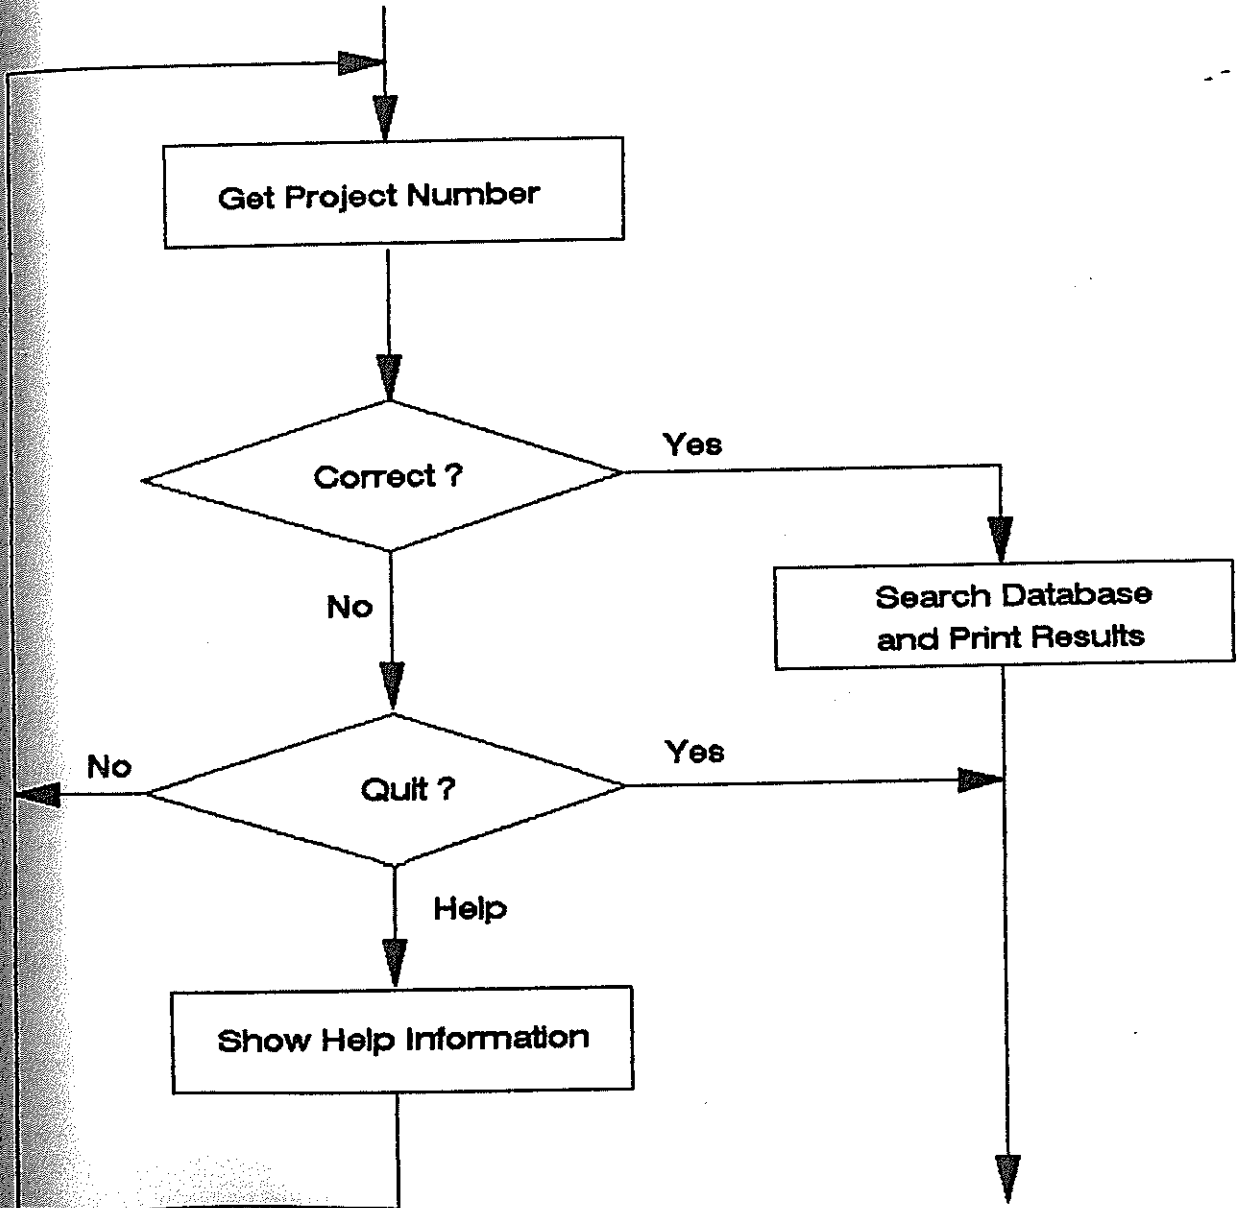 Get Project Number
Correct ?
Yes
No
Search Database
and Print Results
No
Quit ?
Yes
Help
Show Help Information